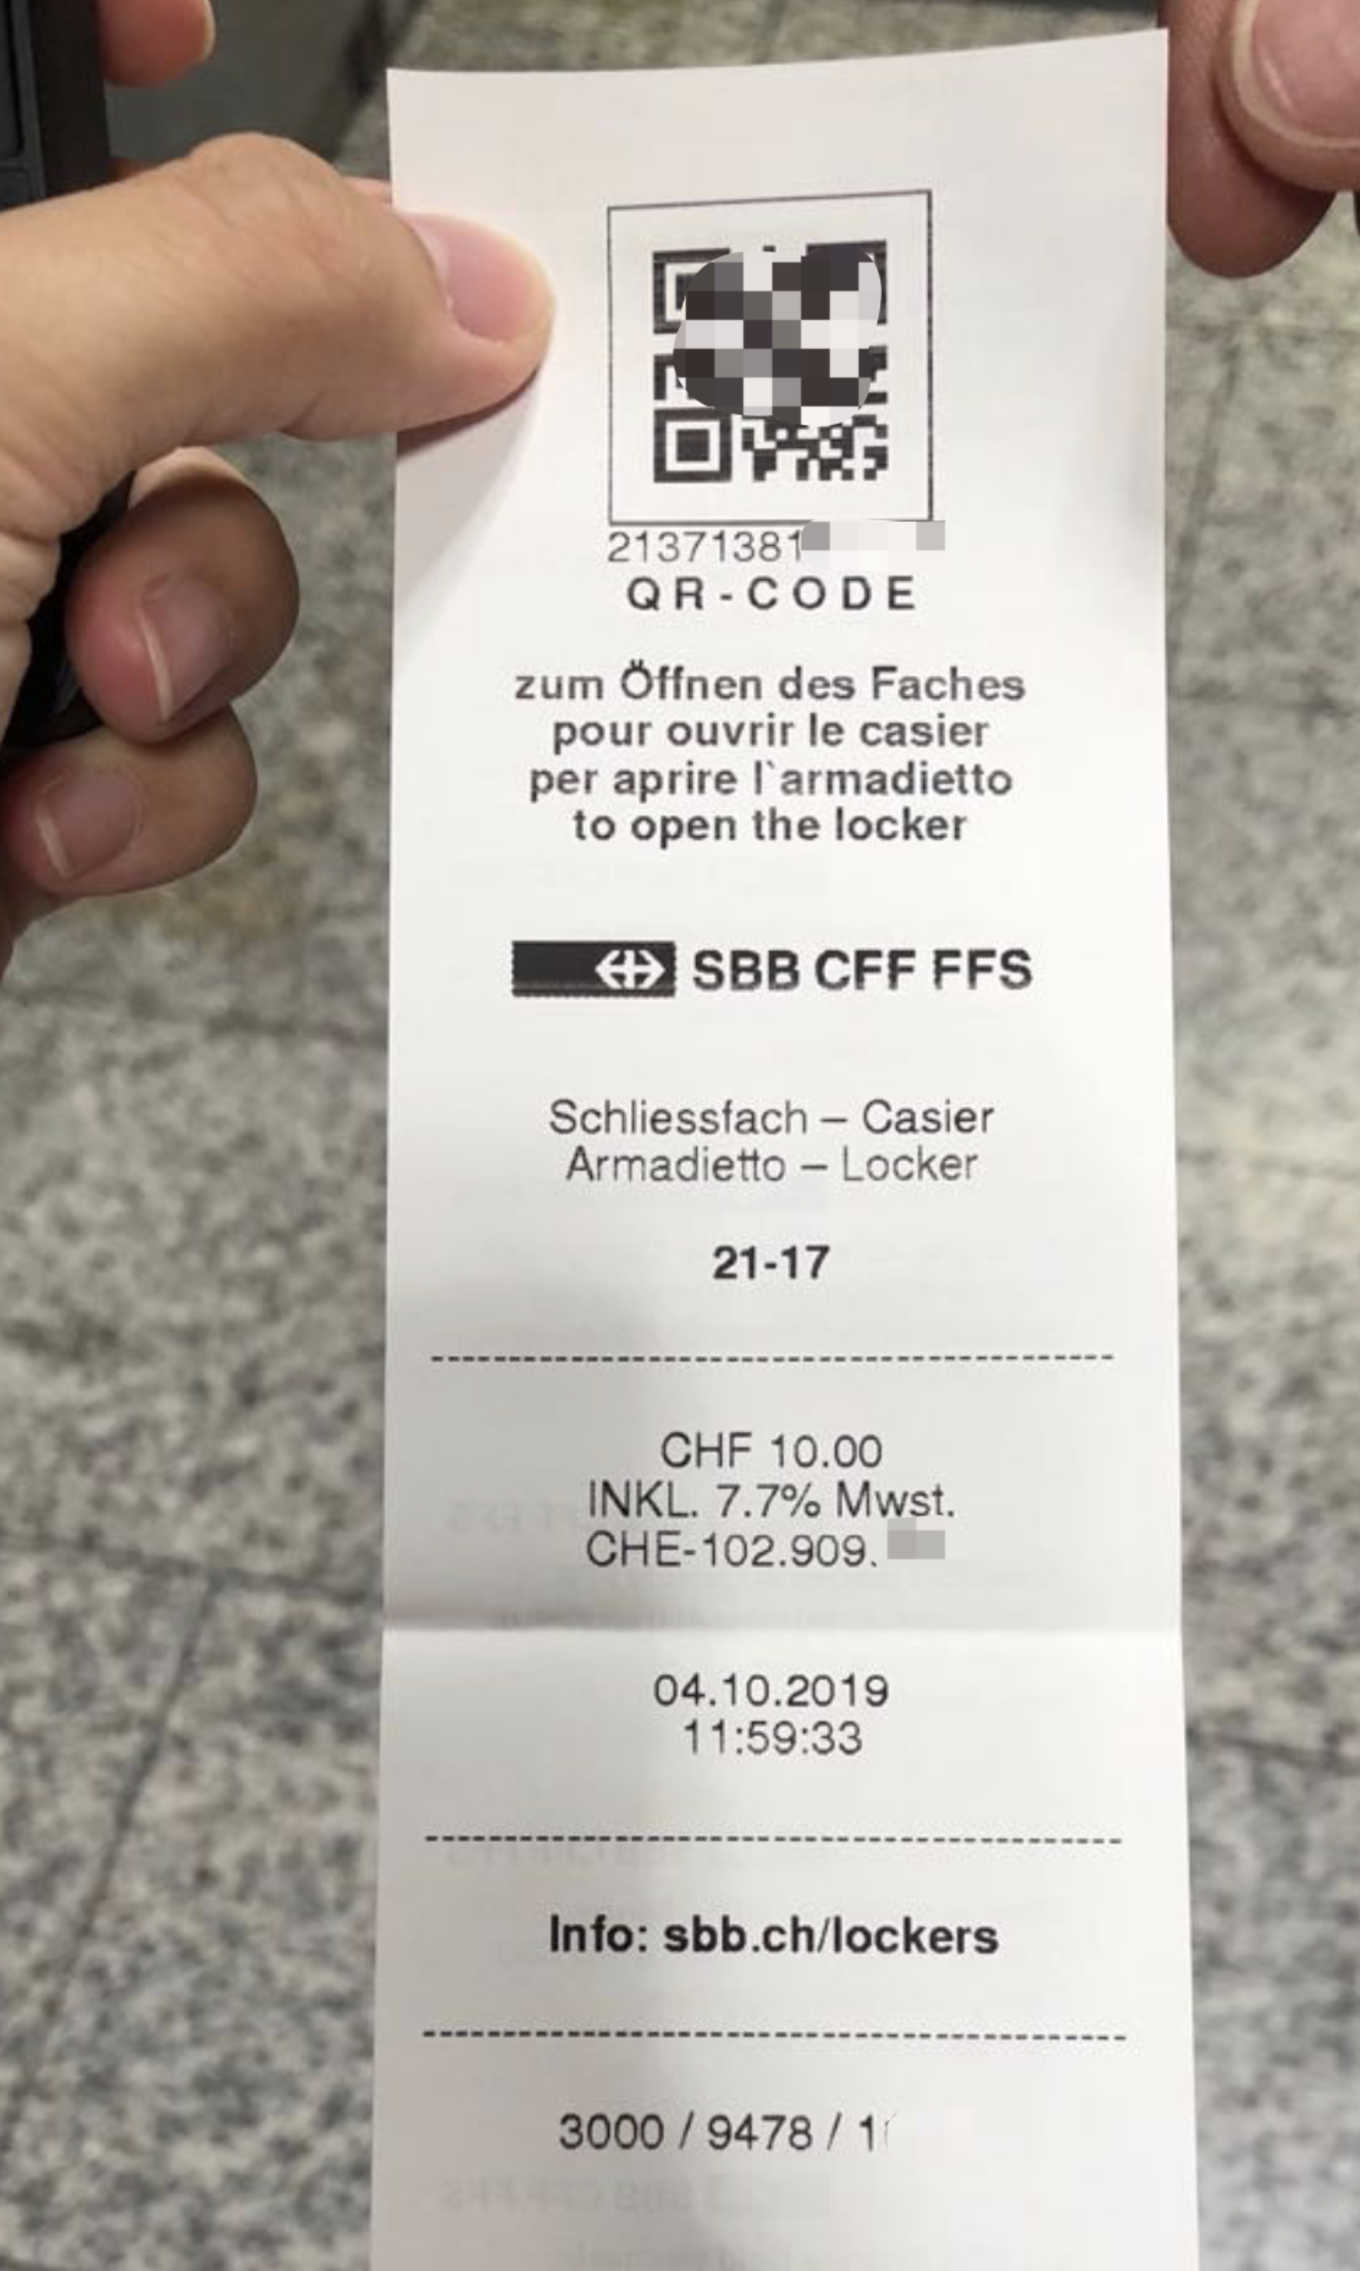 21371381
QR-CODE
zum Öffnen des Faches
pour ouvrir le casier
per aprire l`armadietto
to open the locker
SBB CFF FFS
Schliessfach – Casier
Armadietto – Locker
21-17
CHF 10.00
INKL. 7.7% Mwst.
CHE-102.909.
04.10.2019
11:59:33
Info: sbb.ch/lockers
3000 / 9478 / 1